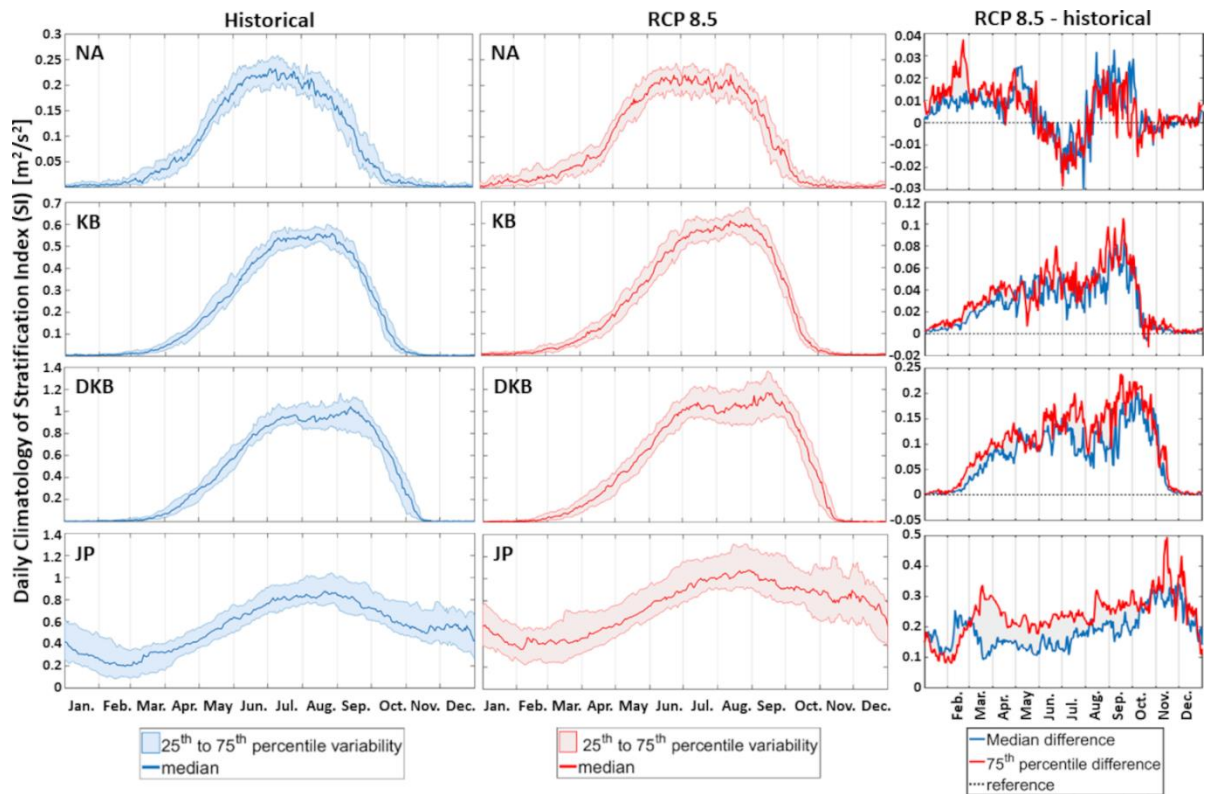 Historical
RCP 8.5
RCP 8.5 - historical
Daily Climatology of Stratification Index (SI) [m²/s²]
NA
0.3
0.25
0.2
0.15
0.1
0.05
NA
0.04
0.03
0.02
0.01
0
-0.01
-0.02
-0.03
KB
0.7
0.6
0.5
0.4
0.3
0.2
0.1
KB
0.12
0.1
0.08
0.06
0.04
0.02
0
-0.02
DKB
1.4
1.2
1
0.8
0.6
0.4
0.2
DKB
0.25
0.2
0.15
0.1
0.05
0
-0.05
JP
1.4
1.2
1
0.8
0.6
0.4
0.2
0
JP
0.5
0.4
0.3
0.2
0.1
0
Jan. Feb. Mar. Apr. May Jun. Jul. Aug. Sep. Oct. Nov. Dec.
Jan. Feb. Mar. Apr. May Jun. Jul. Aug. Sep. Oct. Nov. Dec.
Feb. Mar. Apr. May Jun. Jul. Aug. Sep. Oct. Nov. Dec.
25th to 75th percentile variability
median
25th to 75th percentile variability
median
Median difference
75th percentile difference
reference